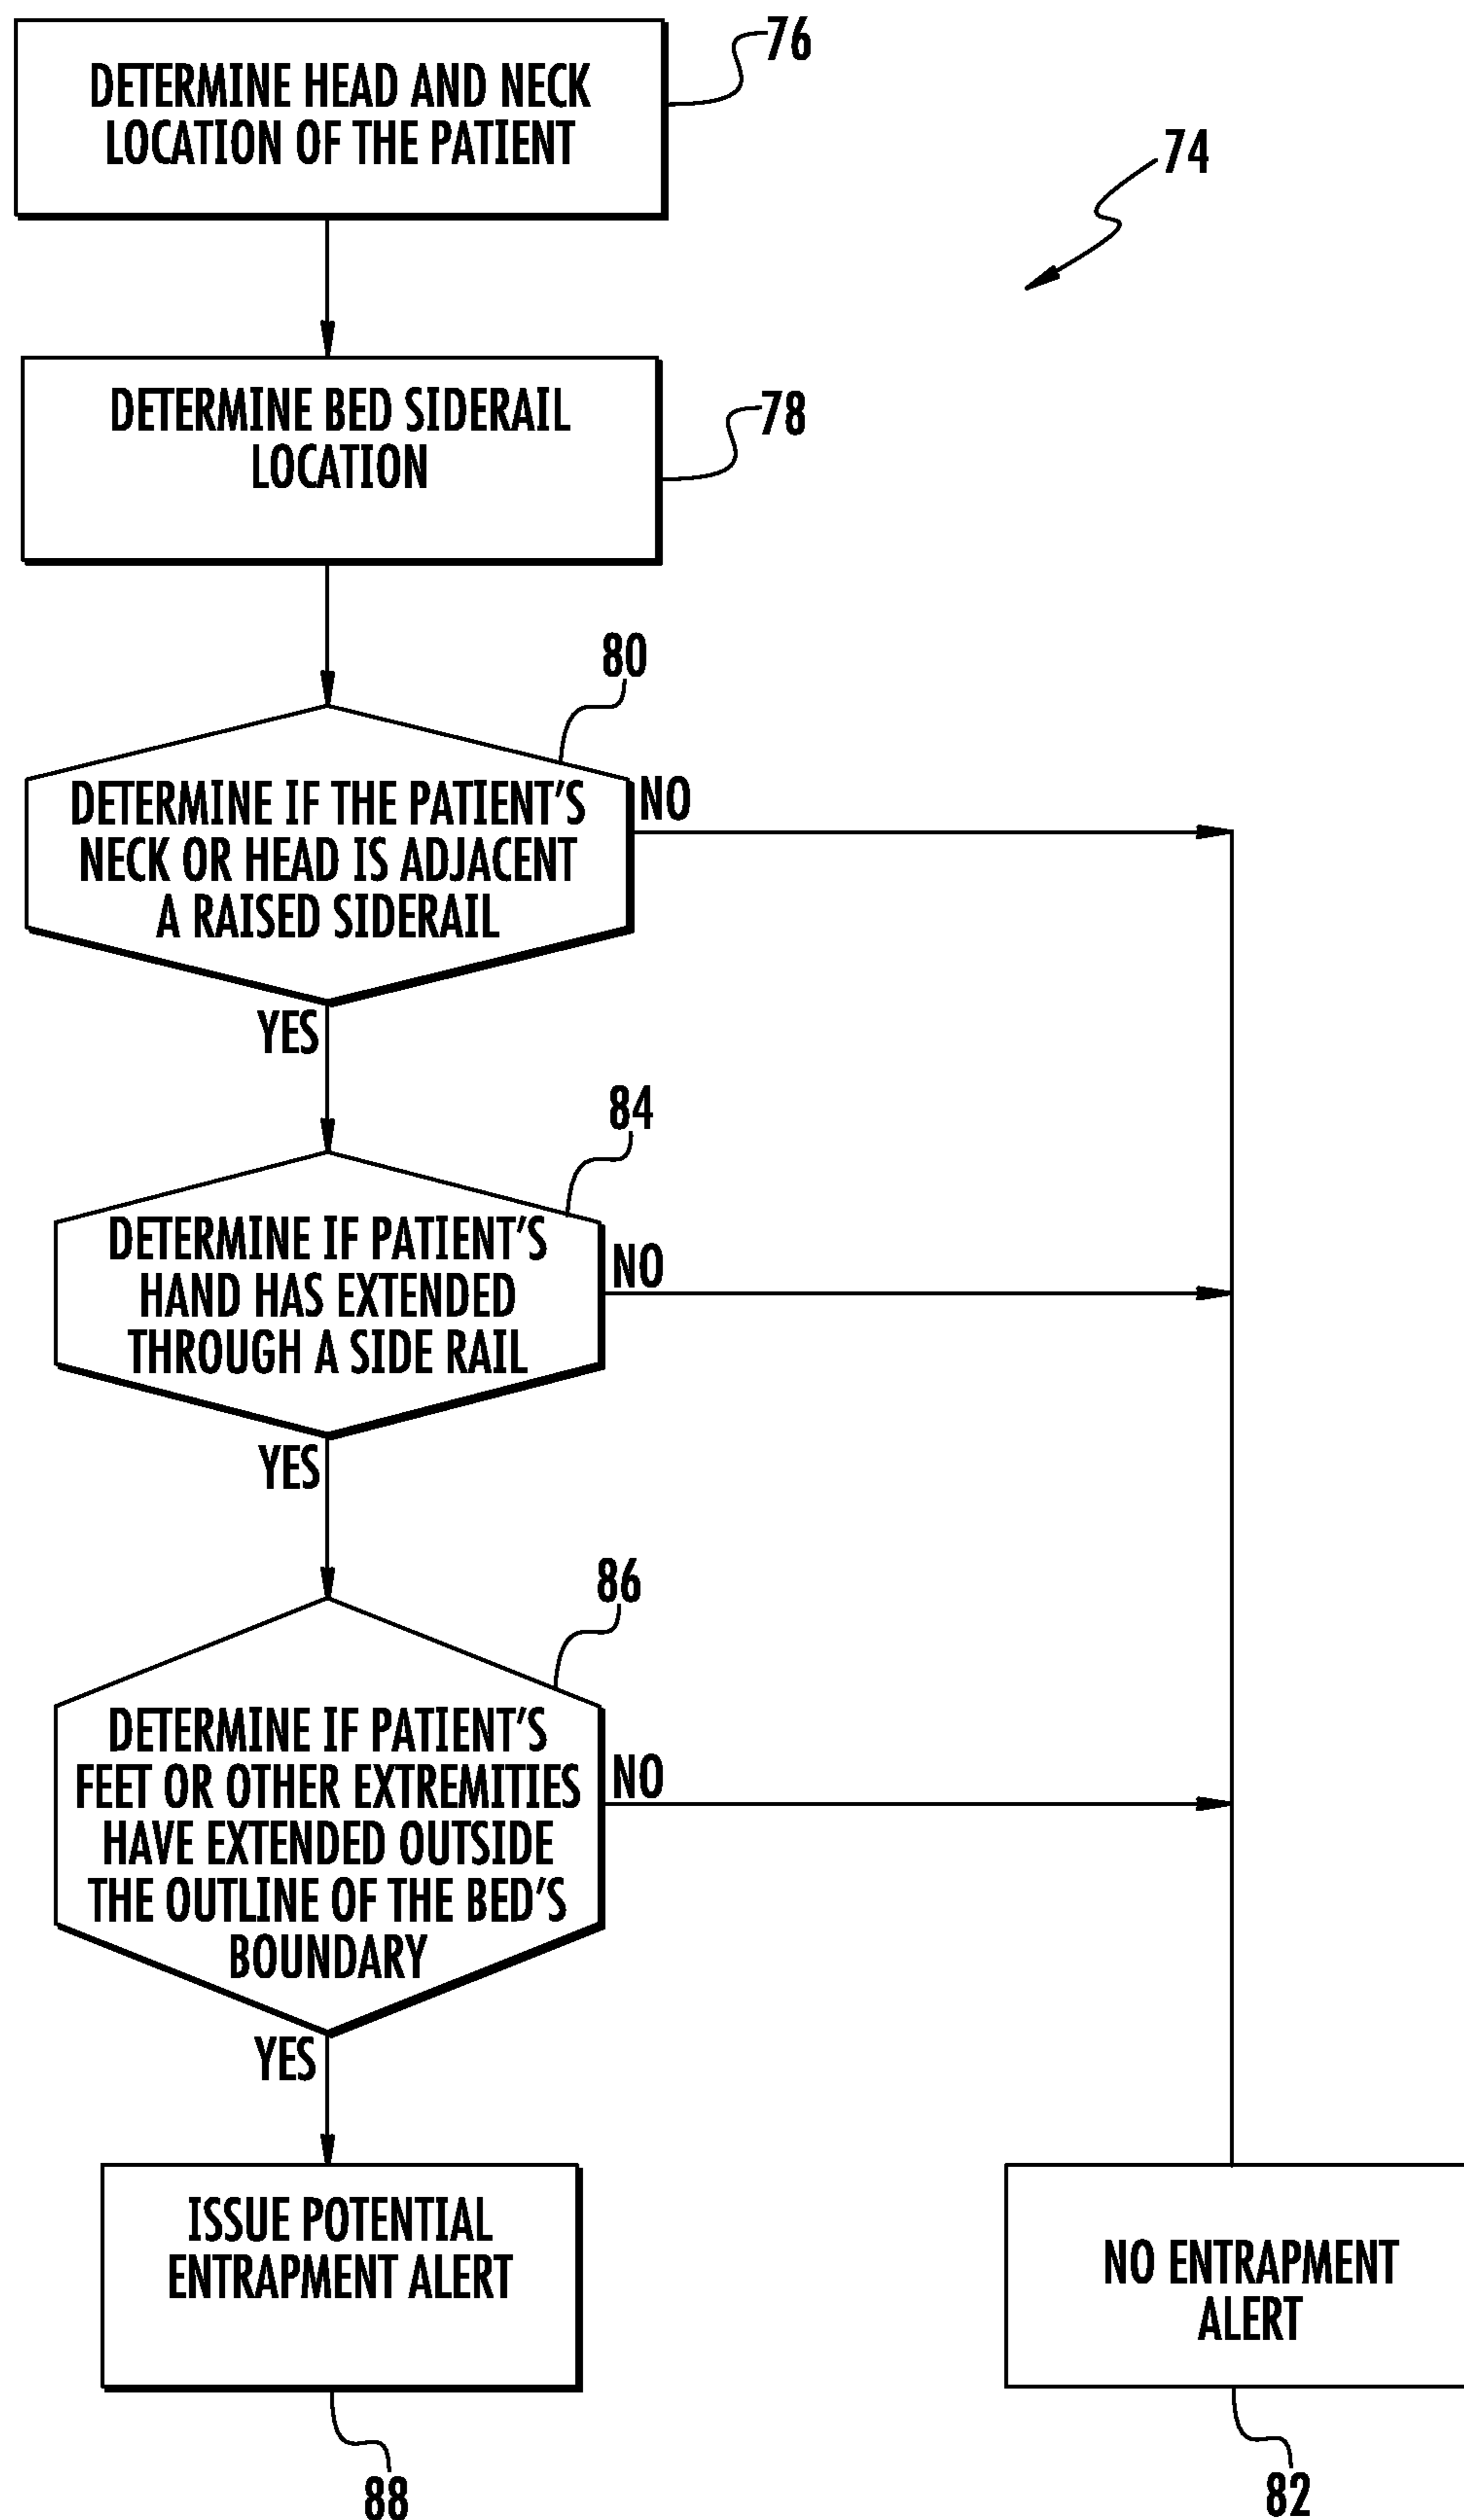 76
DETERMINE HEAD AND NECK
LOCATION OF THE PATIENT
74
DETERMINE BED SIDERAIL
LOCATION
78
80
DETERMINE IF THE PATIENT'S
NECK OR HEAD IS ADJACENT
A RAISED SIDERAIL
NO
YES
84
DETERMINE IF PATIENT'S
HAND HAS EXTENDED
THROUGH A SIDE RAIL
NO
YES
86
DETERMINE IF PATIENT'S
FEET OR OTHER EXTREMITIES
HAVE EXTENDED OUTSIDE
THE OUTLINE OF THE BED'S
BOUNDARY
NO
YES
ISSUE POTENTIAL
ENTRAPMENT ALERT
88
NO ENTRAPMENT
ALERT
82